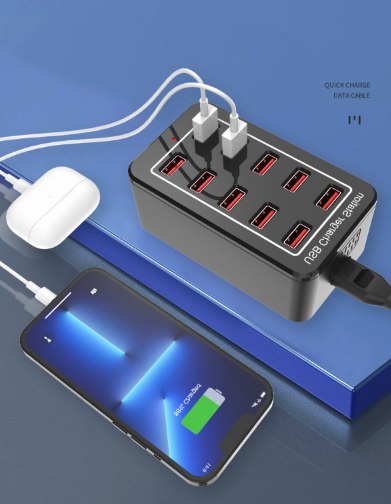 QUICK CHARGE
DATA CABLE
USB Charger Station